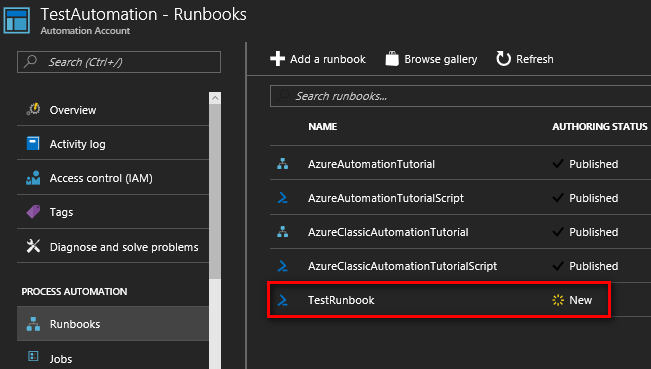 TestAutomation - Runbooks
Automation Account
Search (Ctrl+/)
Overview
Activity log
Access control (IAM)
Tags
Diagnose and solve problems
PROCESS AUTOMATION
Runbooks
Jobs
Add a runbook Browse gallery Refresh
Search runbooks...
NAME AUTHORING STATUS
AzureAutomationTutorial Published
AzureAutomationTutorialScript Published
AzureClassicAutomationTutorial Published
AzureClassicAutomationTutorialScript Published
TestRunbook New